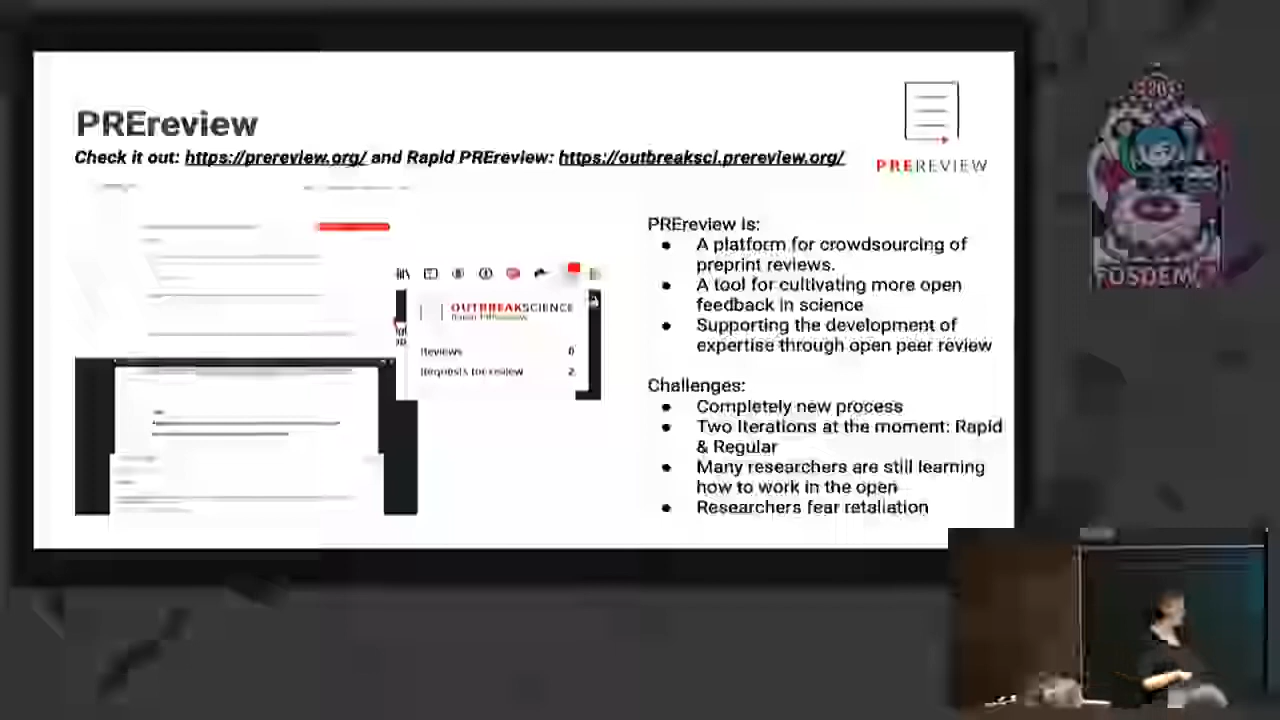 PREreview
Check it out: https://prereview.org/ and Rapid PREreview: https://outbreaksci.prereview.org/
PREREVIEW
OUTBREAKSCIENCE
Reviews 0
Requests for review 2
PREreview is:
● A platform for crowdsourcing of
preprint reviews.
● A tool for cultivating more open
feedback in science
● Supporting the development of
expertise through open peer review
Challenges:
● Completely new process
● Two Iterations at the moment: Rapid
& Regular
● Many researchers are still learning
how to work in the open
● Researchers fear retaliation
FOSDEM